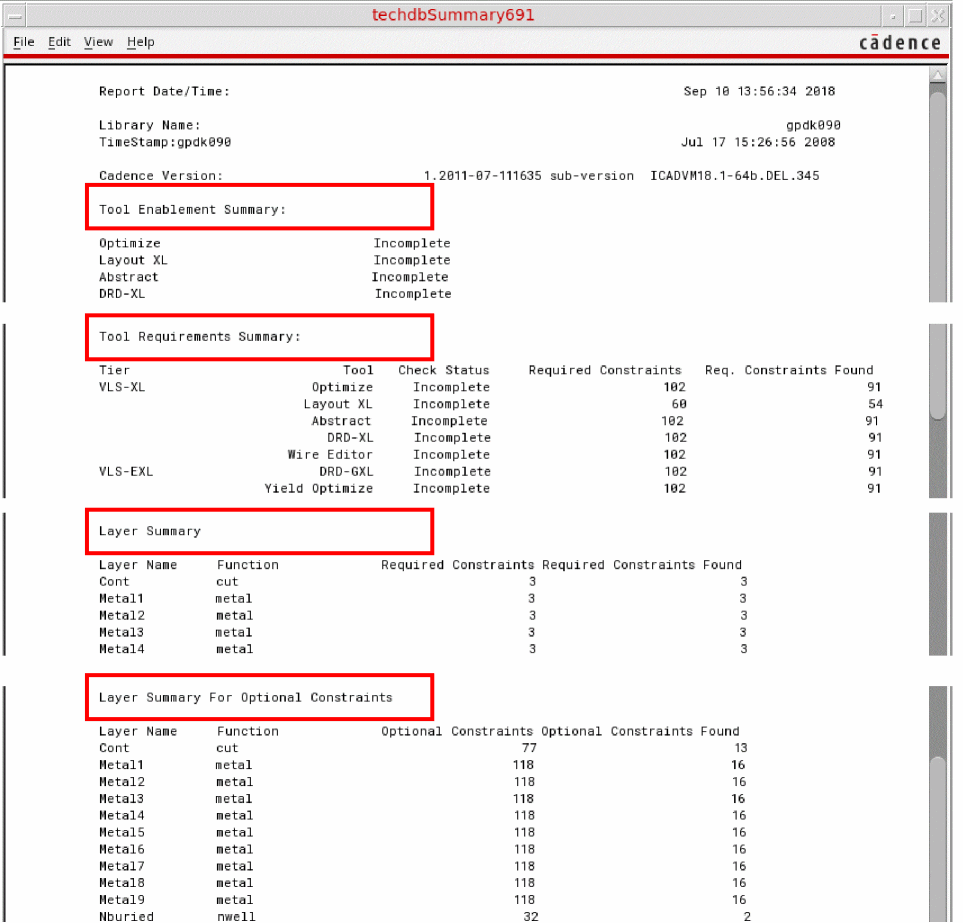 techdbSummary691
File Edit View Help
cādence
Report Date/Time: Sep 10 13:56:34 2018
Library Name: gpdk090
TimeStamp:gpdk090 Jul 17 15:26:56 2008
Cadence Version: 1.2011-07-111635 sub-version ICADVM18.1-64b.DEL.345
Tool Enablement Summary:
Optimize Incomplete
Layout XL Incomplete
Abstract Incomplete
DRD-XL Incomplete
Tool Requirements Summary:
Tier Tool Check Status Required Constraints Req. Constraints Found
VLS-XL Optimize Incomplete 102 91
Layout XL Incomplete 60 54
Abstract Incomplete 102 91
DRD-XL Incomplete 102 91
Wire Editor Incomplete 102 91
VLS-EXL DRD-GXL Incomplete 102 91
Yield Optimize Incomplete 102 91
Layer Summary
Layer Name Function Required Constraints Required Constraints Found
Cont cut 3 3
Metal1 metal 3 3
Metal2 metal 3 3
Metal3 metal 3 3
Metal4 metal 3 3
Layer Summary For Optional Constraints
Layer Name Function Optional Constraints Optional Constraints Found
Cont cut 77 13
Metal1 metal 118 16
Metal2 metal 118 16
Metal3 metal 118 16
Metal4 metal 118 16
Metal5 metal 118 16
Metal6 metal 118 16
Metal7 metal 118 16
Metal8 metal 118 16
Metal9 metal 118 16
Nburied nwell 32 2